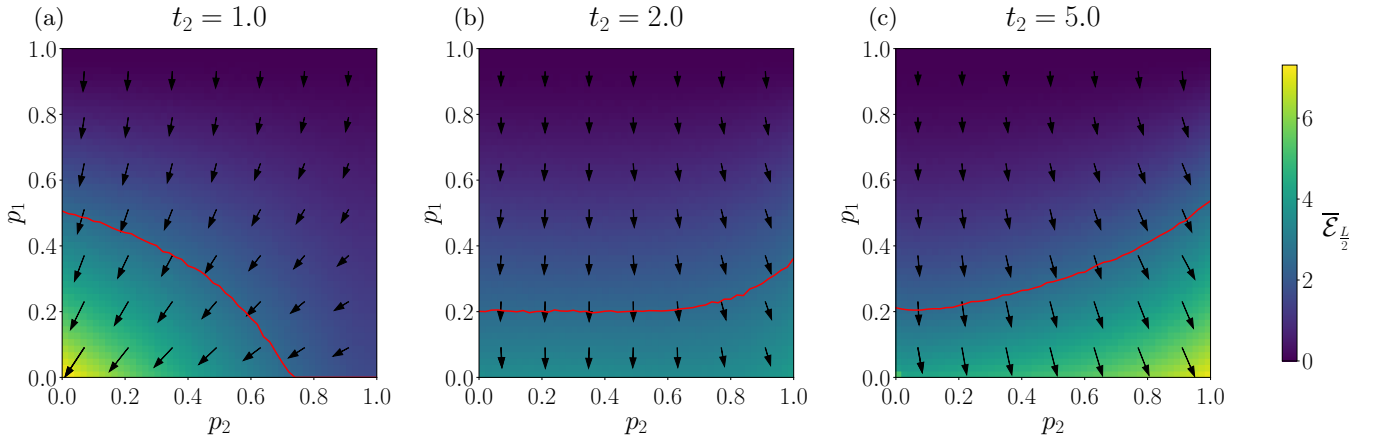 (a) t₂ = 1.0 (b) t₂ = 2.0 (c) t₂ = 5.0
1.0 1.0 1.0
0.8 0.8 0.8
0.6 0.6 0.6
0.4 0.4 0.4
0.2 0.2 0.2
0.0 0.0 0.0
p₁ p₁ p₁
0.0 0.2 0.4 0.6 0.8 1.0 0.0 0.2 0.4 0.6 0.8 1.0 0.0 0.2 0.4 0.6 0.8 1.0
p₂ p₂ p₂
6
4
2
0
$\overline{\mathcal{E}}_{\frac{L}{2}}$